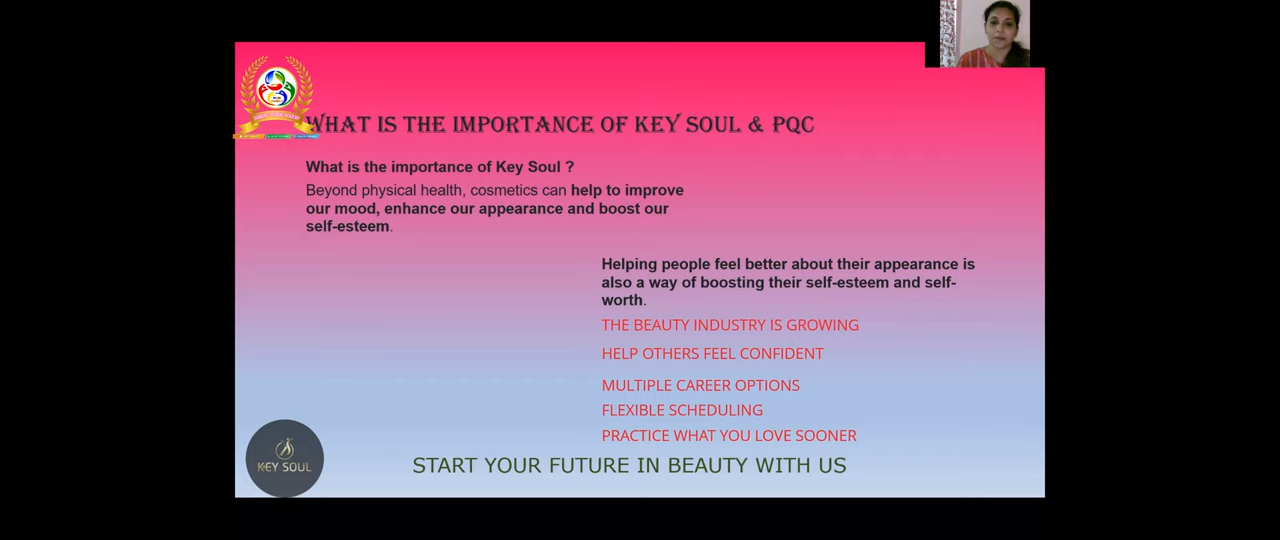 WHAT IS THE IMPORTANCE OF KEY SOUL & PQC
What is the importance of Key Soul ?
Beyond physical health, cosmetics can help to improve
our mood, enhance our appearance and boost our
self-esteem.
Helping people feel better about their appearance is
also a way of boosting their self-esteem and self-
worth.
THE BEAUTY INDUSTRY IS GROWING
HELP OTHERS FEEL CONFIDENT
MULTIPLE CAREER OPTIONS
FLEXIBLE SCHEDULING
PRACTICE WHAT YOU LOVE SOONER
KEY SOUL
START YOUR FUTURE IN BEAUTY WITH US